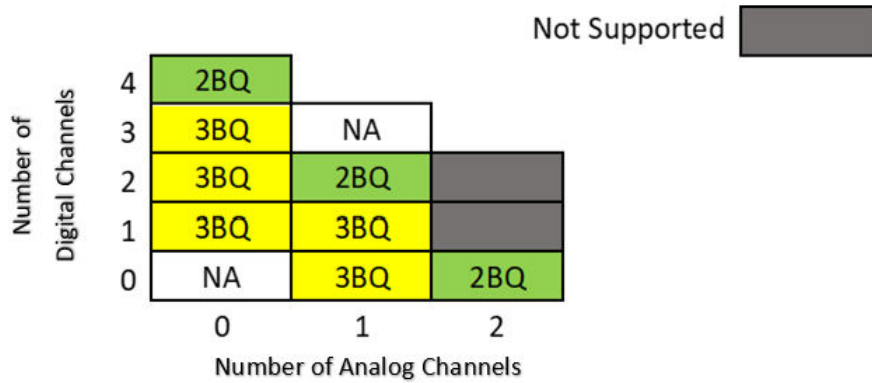 Not Supported
Number of
Digital Channels
4 2BQ
3 3BQ NA
2 3BQ 2BQ
1 3BQ 3BQ
0 NA 3BQ 2BQ
0 1 2
Number of Analog Channels